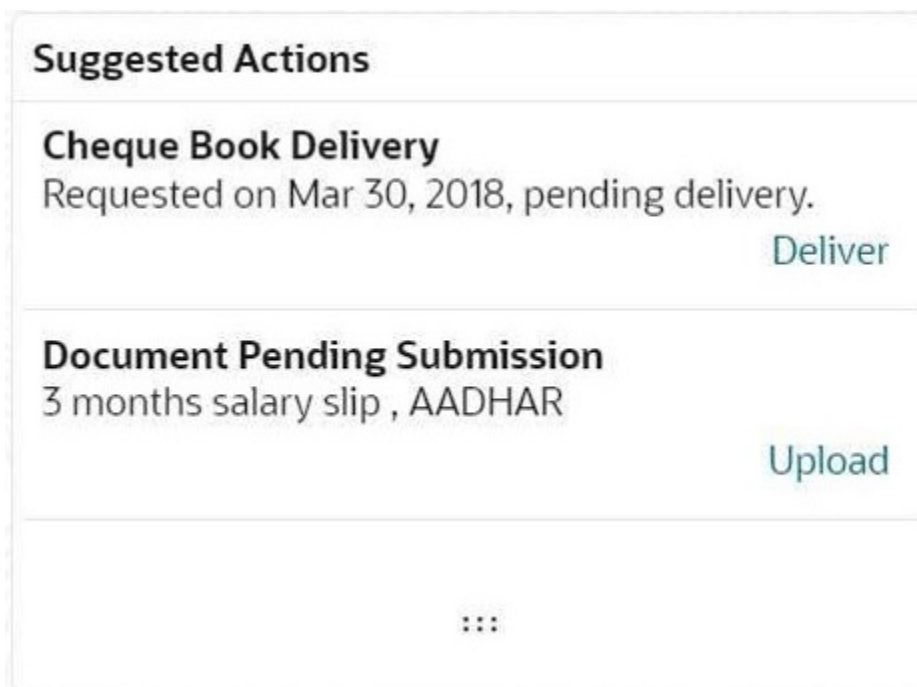 Suggested Actions
Cheque Book Delivery
Requested on Mar 30, 2018, pending delivery.
Deliver
Document Pending Submission
3 months salary slip , AADHAR
Upload